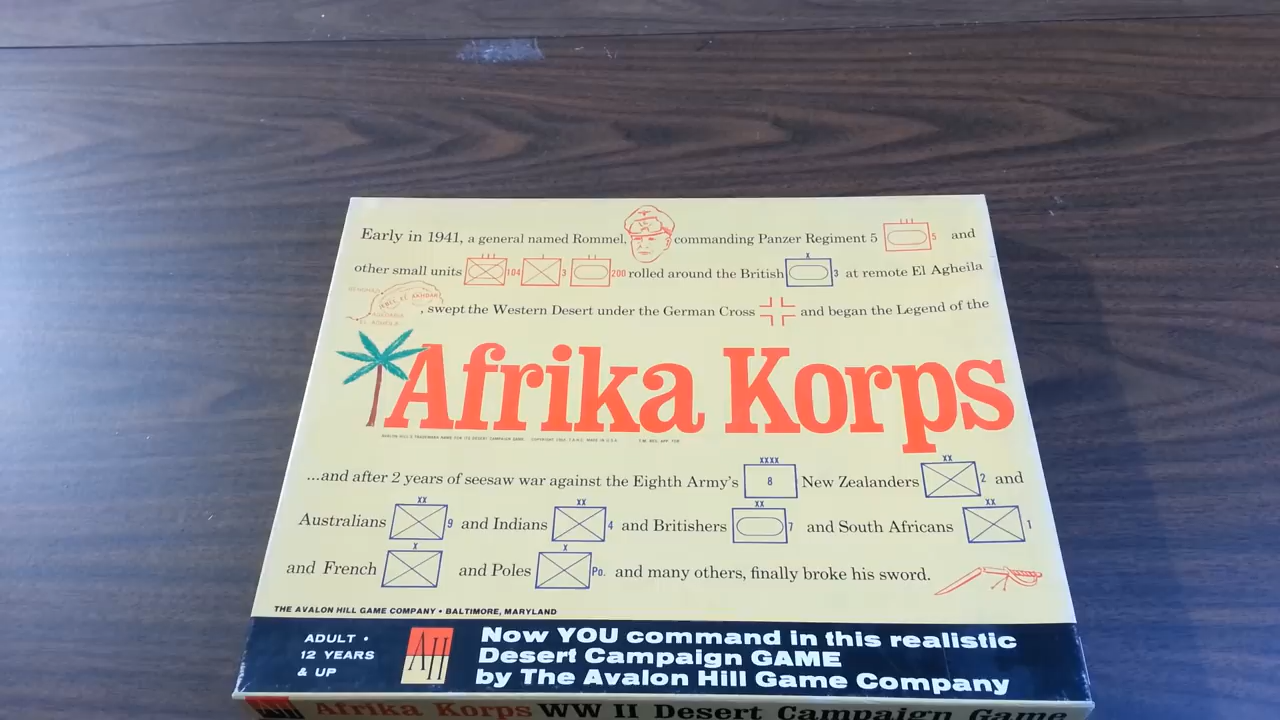 Early in 1941, a general named Rommel, commanding Panzer Regiment 5 5 and
other small units 104 3 200 rolled around the British 3 at remote El Agheila
, swept the Western Desert under the German Cross and began the Legend of the
Afrika Korps
...and after 2 years of seesaw war against the Eighth Army's XXXX 8 New Zealanders XX 2 and
Australians XX 9 and Indians XX 4 and Britishers XX 7 and South Africans XX 1
and French X and Poles X Po. and many others, finally broke his sword.
THE AVALON HILL GAME COMPANY • BALTIMORE, MARYLAND
ADULT •
12 YEARS
& UP
AH
Now YOU command in this realistic
Desert Campaign GAME
by The Avalon Hill Game Company
Afrika Korps WW II Desert Campaign Game